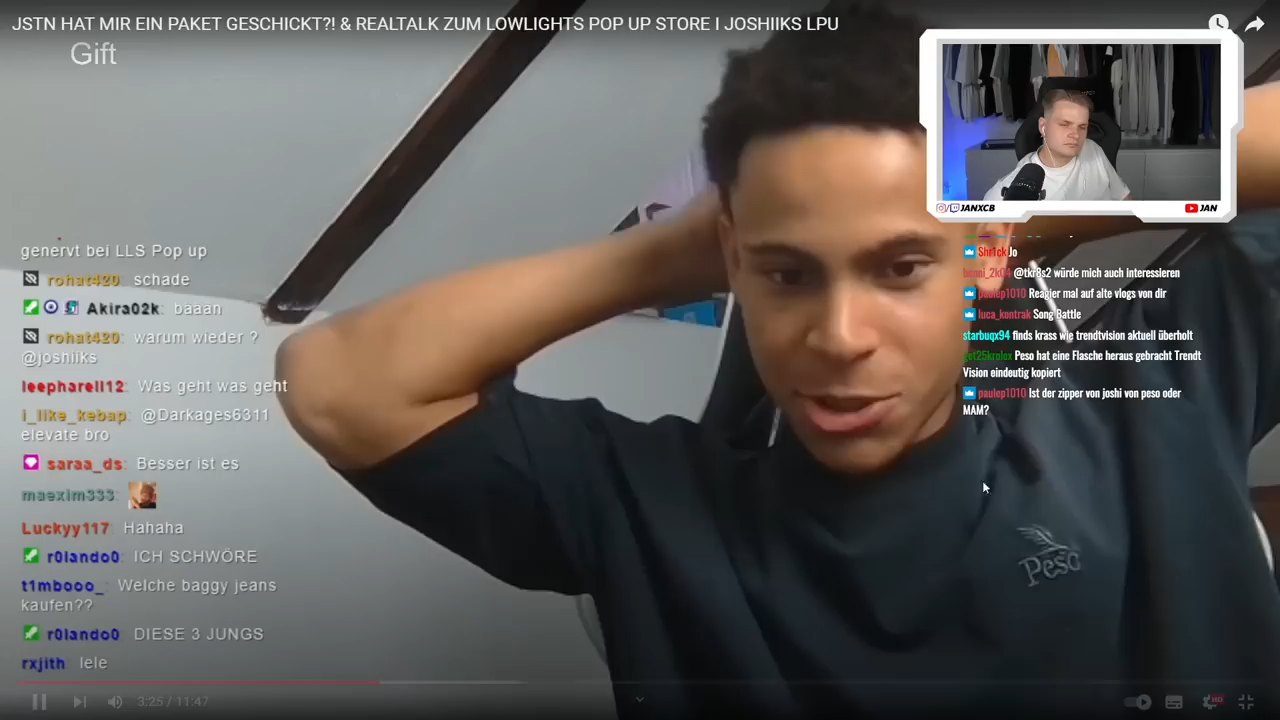 JSTN HAT MIR EIN PAKET GESCHICKT?! & REALTALK ZUM LOWLIGHTS POP UP STORE I JOSHIIKS LPU
Gift
JANXCB
JAN
genervt bei LLS Pop up
rohat420: schade
Akira02k: baaan
rohat420: warum wieder ?
@joshiiks
leepharell12: Was geht was geht
i_like_kebap: @Darkages6311
elevate bro
saraa_ds: Besser ist es
maexim333:
Luckyy117: Hahaha
r0lando0: ICH SCHWÖRE
t1mbooo_: Welche baggy jeans
kaufen??
r0lando0: DIESE 3 JUNGS
rxjith: lele
Shr1ck Jo
@tkr8s2 würde mich auch interessieren
paulep1010 Reagier mal auf alte vlogs von dir
luca_kontrak Song Battle
starbuqx94 finds krass wie trendtvision aktuell überholt
get25krolex Peso hat eine Flasche heraus gebracht Trendt
Vision eindeutig kopiert
paulep1010 Ist der zipper von joshi von peso oder
MAM?
Peso
3:25 / 11:47
HD